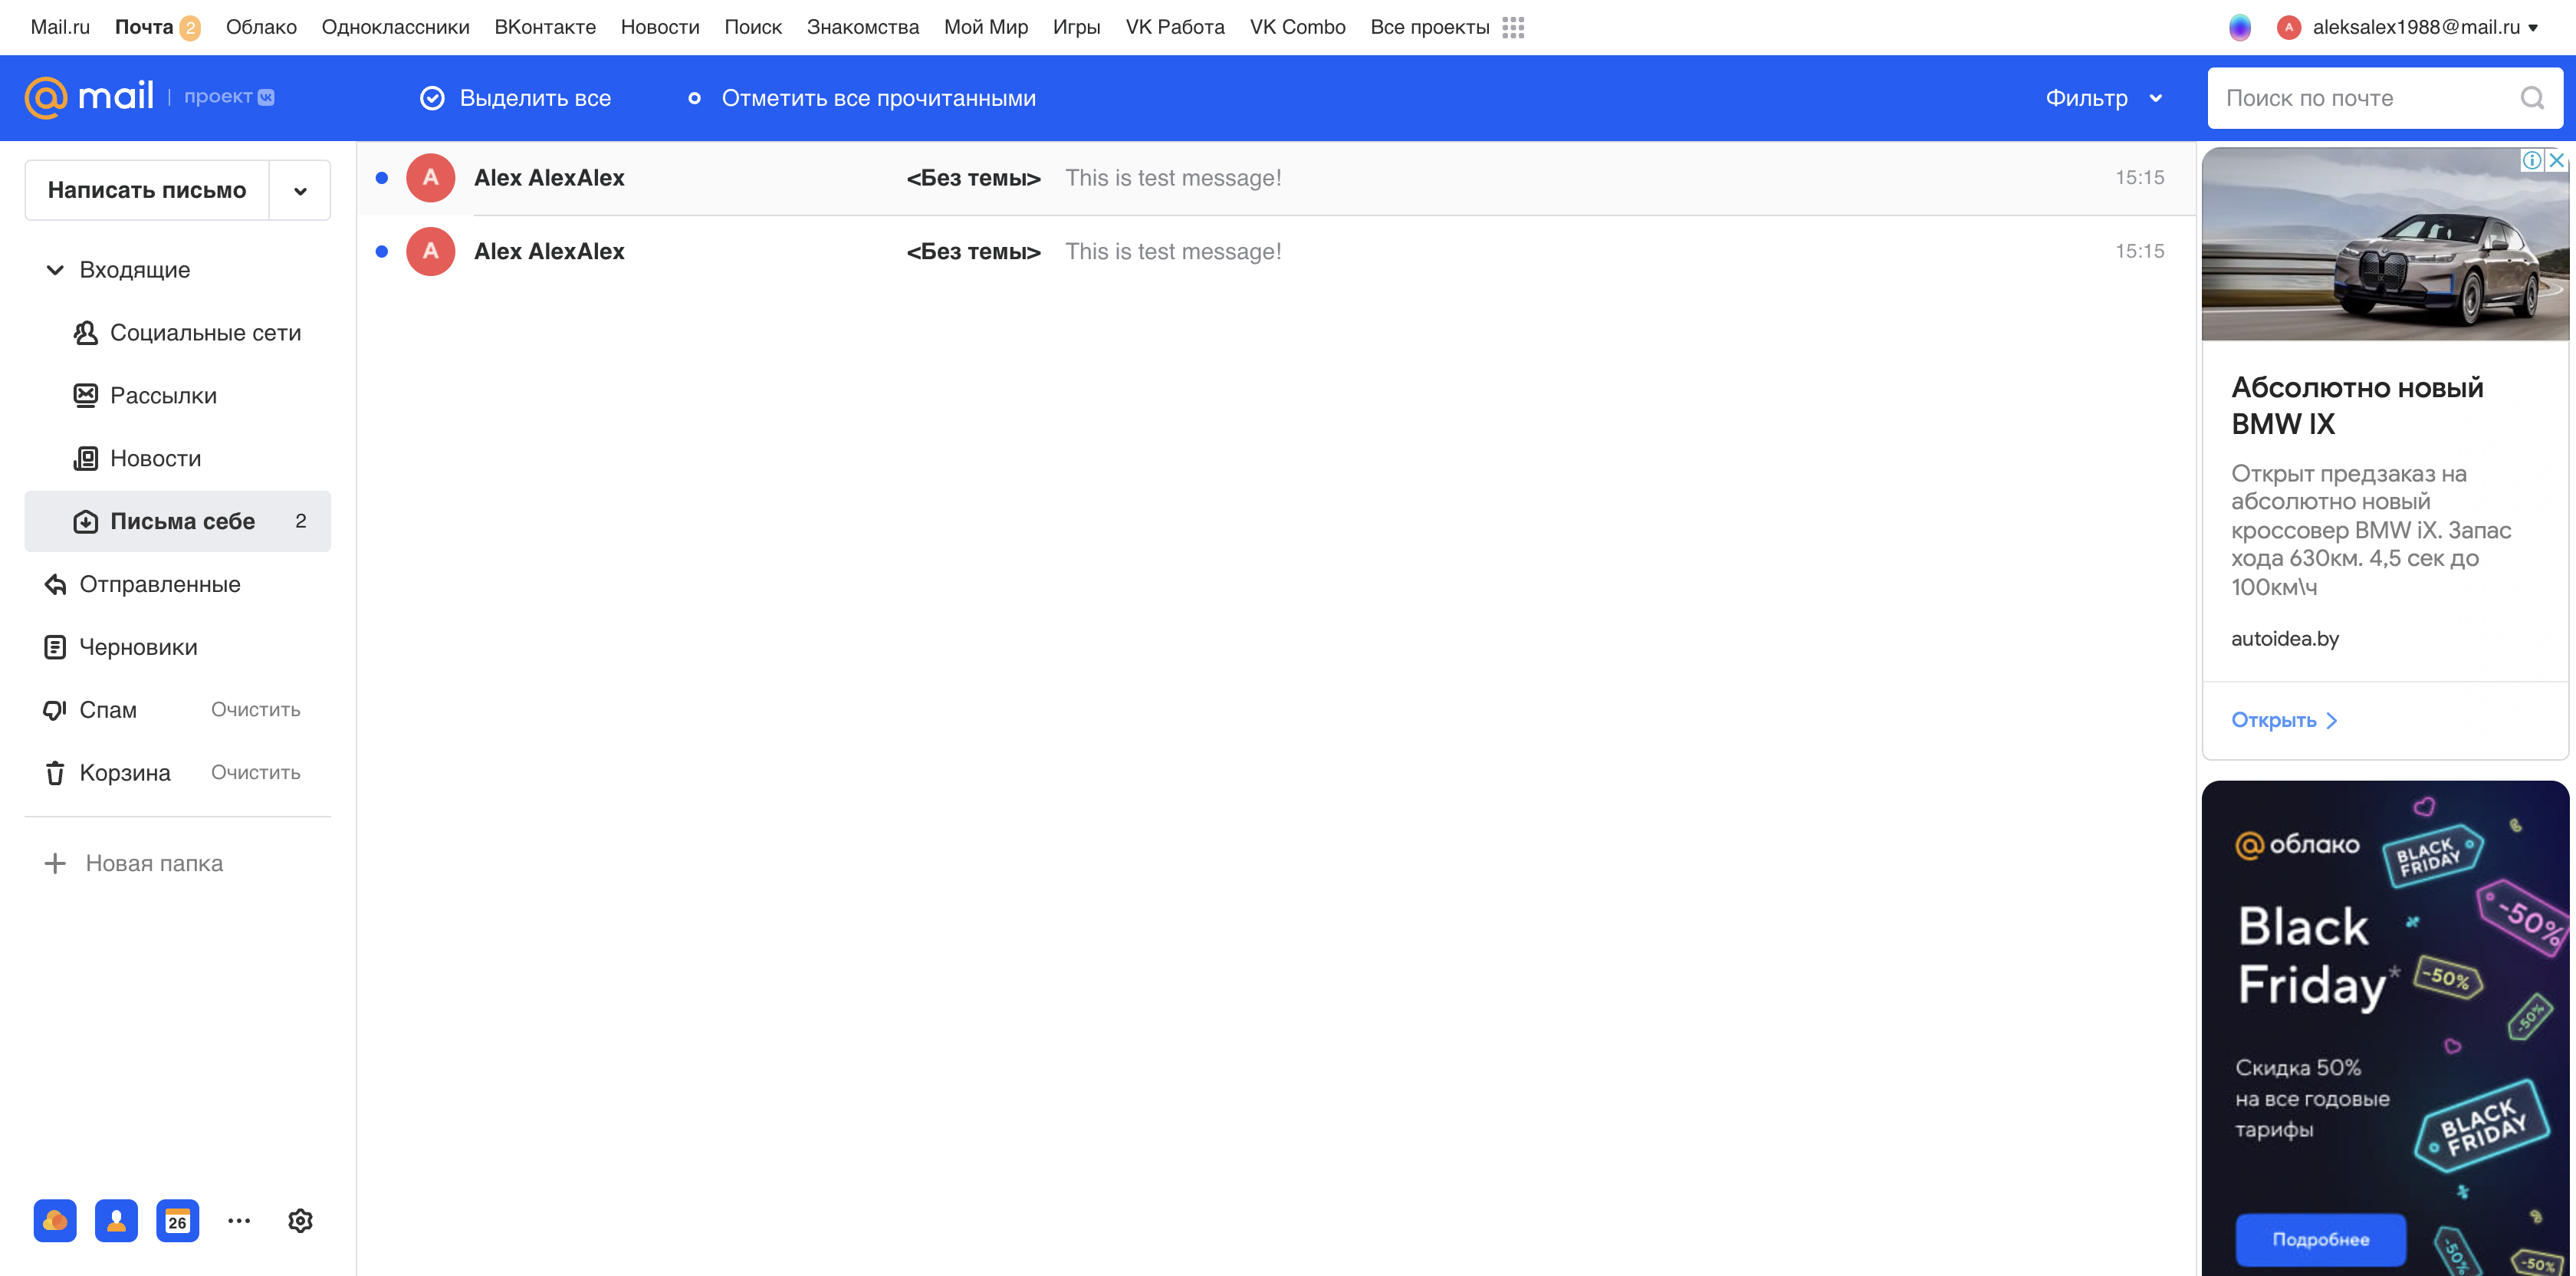 Mail.ru Почта 2 Облако Одноклассники ВКонтакте Новости Поиск Знакомства Мой Мир Игры VK Работа VK Combo Все проекты A aleksalex1988@mail.ru
@mail | проект Выделить все Отметить все прочитанными Фильтр Поиск по почте
Написать письмо
Входящие
Социальные сети
Рассылки
Новости
Письма себе 2
Отправленные
Черновики
Спам Очистить
Корзина Очистить
Новая папка
26
A Alex AlexAlex <Без темы> This is test message! 15:15
A Alex AlexAlex <Без темы> This is test message! 15:15
Абсолютно новый
BMW IX
Открыт предзаказ на
абсолютно новый
кроссовер BMW iX. Запас
хода 630км. 4,5 сек до
100км\ч
autoidea.by
Открыть
@облако
BLACK
FRIDAY
-50%
Black
Friday*
-50%
-50%
Скидка 50%
на все годовые
тарифы
BLACK
FRIDAY
Подробнее
-50%
-50%